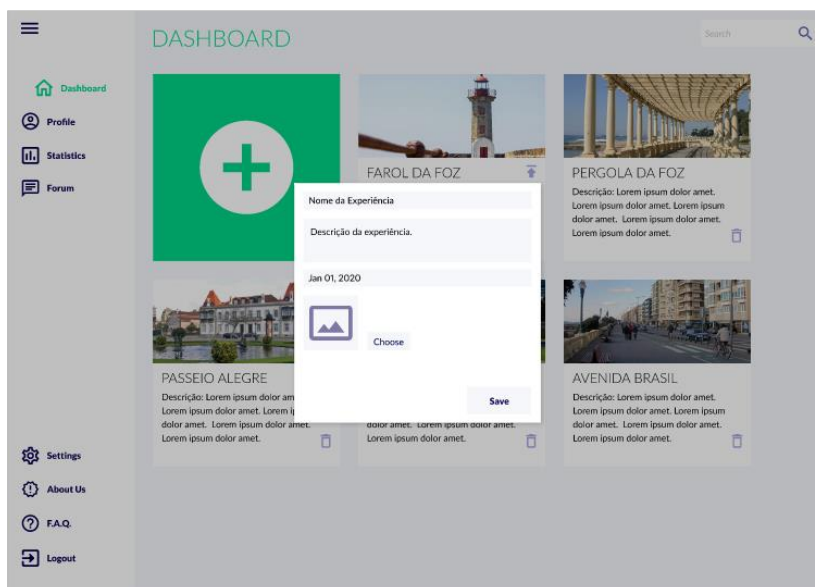 DASHBOARD
Search
Dashboard
Profile
Statistics
Forum
FAROL DA FOZ
PERGOLA DA FOZ
Descrição: Lorem ipsum dolor amet.
Lorem ipsum dolor amet. Lorem ipsum
dolor amet. Lorem ipsum dolor amet.
Lorem ipsum dolor amet.
Nome da Experiência
Descrição da experiência.
Jan 01, 2020
Choose
Save
PASSEIO ALEGRE
Descrição: Lorem ipsum dolor am
Lorem ipsum dolor amet. Lorem ip
dolor amet. Lorem ipsum dolor amet.
Lorem ipsum dolor amet.
dolor amet. Lorem ipsum dolor amet.
Lorem ipsum dolor amet.
AVENIDA BRASIL
Descrição: Lorem ipsum dolor amet.
Lorem ipsum dolor amet. Lorem ipsum
dolor amet. Lorem ipsum dolor amet.
Lorem ipsum dolor amet.
Settings
About Us
F.A.Q.
Logout